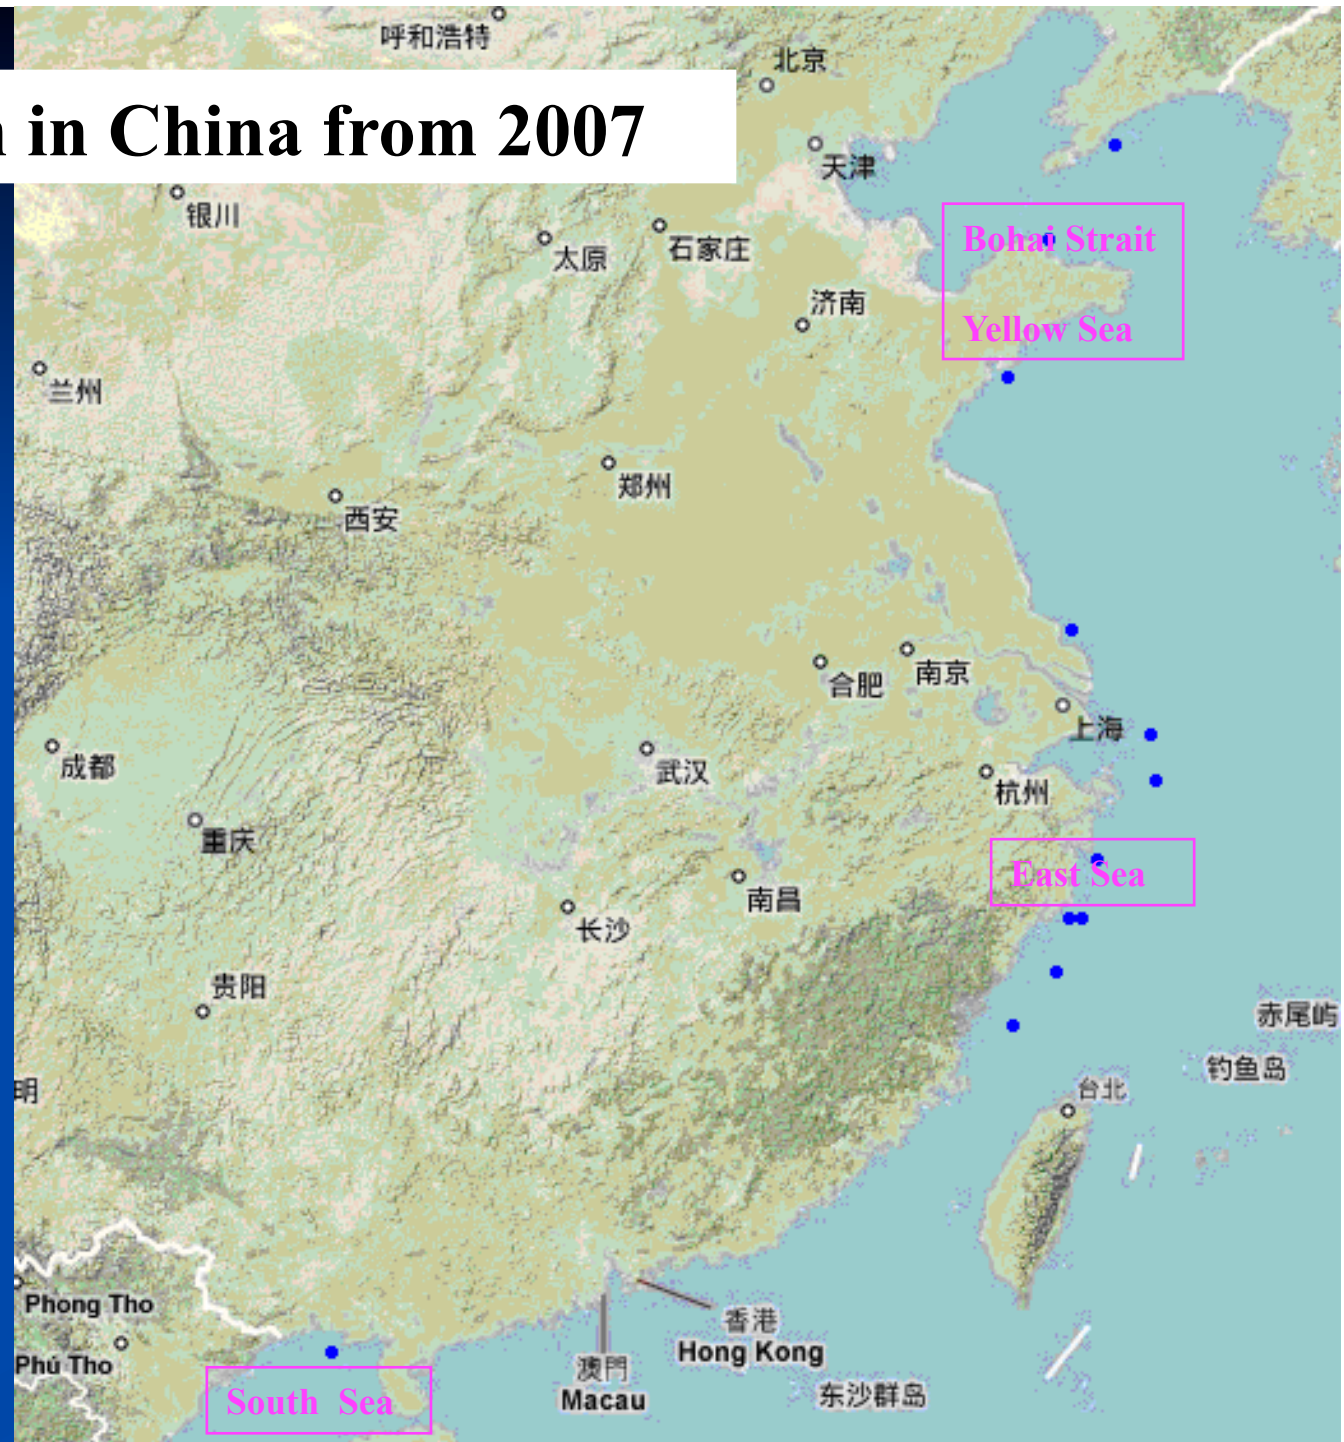 呼和浩特
北京
in China from 2007
天津
银川
Bohai Strait
太原
石家庄
济南
Yellow Sea
兰州
郑州
西安
合肥
南京
上海
成都
武汉
杭州
重庆
East Sea
南昌
长沙
贵阳
赤尾屿
钓鱼岛
明
台北
Phong Tho
香港
Hong Kong
Phú Tho
澳門
Macau
东沙群岛
South Sea